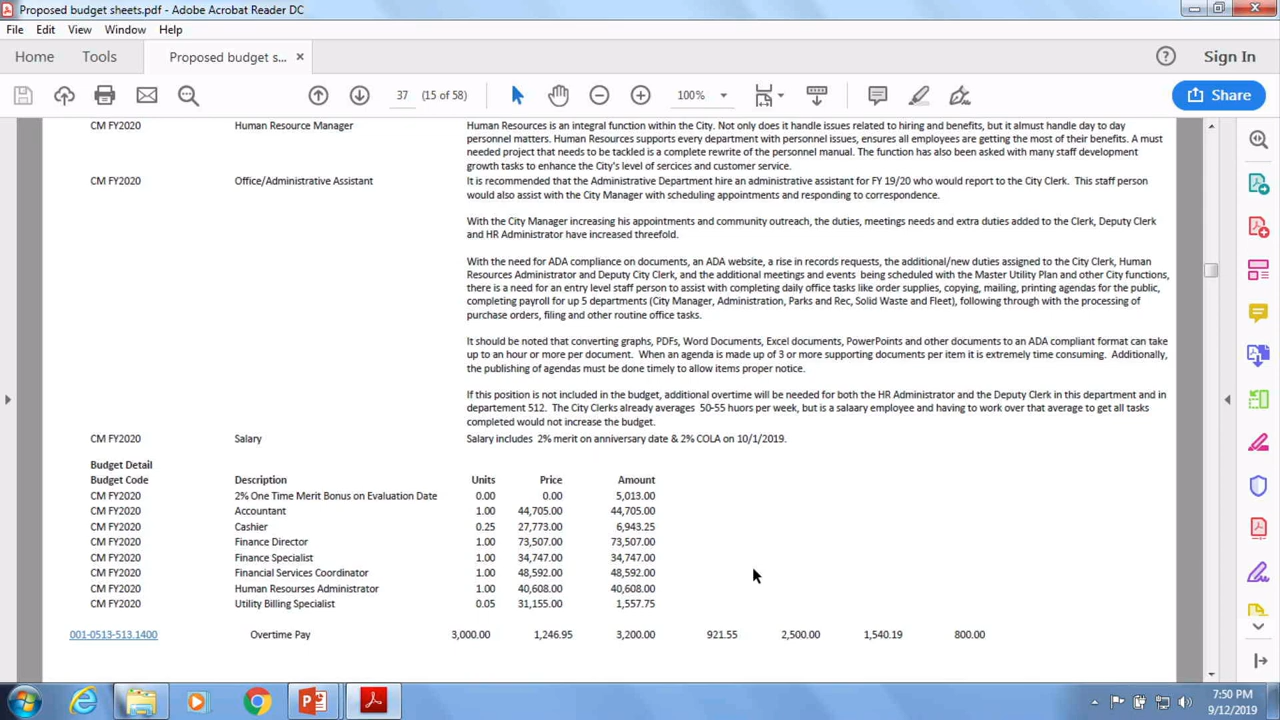 Proposed budget sheets.pdf - Adobe Acrobat Reader DC
File Edit View Window Help
Home Tools Proposed budget s... × Sign In
37 (15 of 58) 100% Share
CM FY2020 Human Resource Manager Human Resources is an integral function within the City. Not only does it handle issues related to hiring and benefits, but it almust handle day to day
personnel matters. Human Resources supports every department with personnel issues, ensures all employees are getting the most of their benefits. A must
needed project that needs to be tackled is a complete rewrite of the personnel manual. The function has also been asked with many staff development
growth tasks to enhance the City's level of sercices and customer service.
CM FY2020 Office/Administrative Assistant It is recommended that the Administrative Department hire an administrative assistant for FY 19/20 who would report to the City Clerk. This staff person
would also assist with the City Manager with scheduling appointments and responding to correspondence.
With the City Manager increasing his appointments and community outreach, the duties, meetings needs and extra duties added to the Clerk, Deputy Clerk
and HR Administrator have increased threefold.
With the need for ADA compliance on documents, an ADA website, a rise in records requests, the additional/new duties assigned to the City Clerk, Human
Resources Administrator and Deputy City Clerk, and the additional meetings and events being scheduled with the Master Utility Plan and other City functions,
there is a need for an entry level staff person to assist with completing daily office tasks like order supplies, copying, mailing, printing agendas for the public,
completing payroll for up 5 departments (City Manager, Administration, Parks and Rec, Solid Waste and Fleet), following through with the processing of
purchase orders, filing and other routine office tasks.
It should be noted that converting graphs, PDFs, Word Documents, Excel documents, PowerPoints and other documents to an ADA compliant format can take
up to an hour or more per document. When an agenda is made up of 3 or more supporting documents per item it is extremely time consuming. Additionally,
the publishing of agendas must be done timely to allow items proper notice.
If this position is not included in the budget, additional overtime will be needed for both the HR Administrator and the Deputy Clerk in this department and in
departement 512. The City Clerks already averages 50-55 huors per week, but is a salaary employee and having to work over that average to get all tasks
completed would not increase the budget.
CM FY2020 Salary Salary includes 2% merit on anniversary date & 2% COLA on 10/1/2019.
Budget Detail
Budget Code Description Units Price Amount
CM FY2020 2% One Time Merit Bonus on Evaluation Date 0.00 0.00 5,013.00
CM FY2020 Accountant 1.00 44,705.00 44,705.00
CM FY2020 Cashier 0.25 27,773.00 6,943.25
CM FY2020 Finance Director 1.00 73,507.00 73,507.00
CM FY2020 Finance Specialist 1.00 34,747.00 34,747.00
CM FY2020 Financial Services Coordinator 1.00 48,592.00 48,592.00
CM FY2020 Human Resourses Administrator 1.00 40,608.00 40,608.00
CM FY2020 Utility Billing Specialist 0.05 31,155.00 1,557.75
001-0513-513.1400 Overtime Pay 3,000.00 1,246.95 3,200.00 921.55 2,500.00 1,540.19 800.00
7:50 PM
9/12/2019